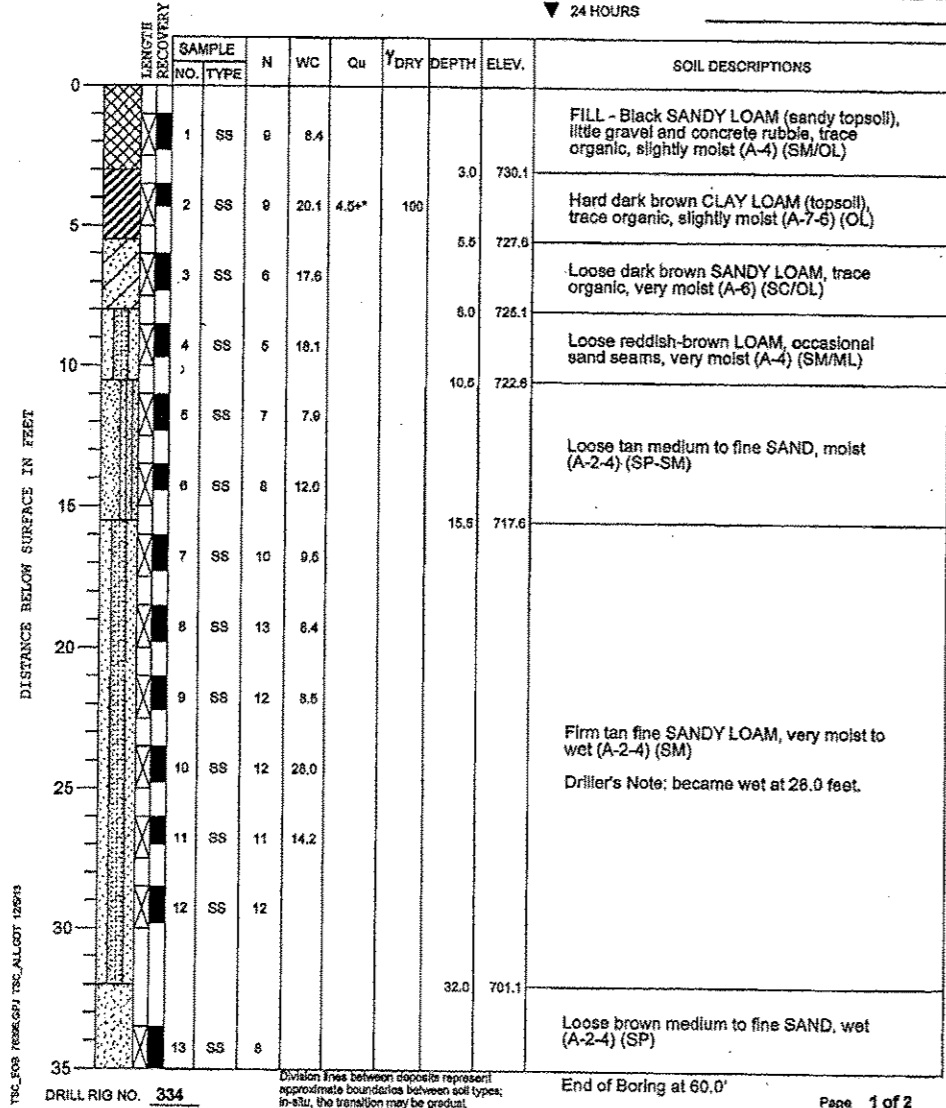 ▼ 24 HOURS
LENGTH RECOVERY SAMPLE NO. TYPE N WC Qu γDRY DEPTH ELEV. SOIL DESCRIPTIONS
0
FILL - Black SANDY LOAM (sandy topsoil),
little gravel and concrete rubble, trace
organic, slightly moist (A-4) (SM/OL)
1 SS 9 8.4
3.0 730.1
Hard dark brown CLAY LOAM (topsoil),
trace organic, slightly moist (A-7-6) (OL)
2 SS 9 20.1 4.5+* 100
5
5.5 727.6
Loose dark brown SANDY LOAM, trace
organic, very moist (A-6) (SC/OL)
3 SS 6 17.6
8.0 725.1
Loose reddish-brown LOAM, occasional
sand seams, very moist (A-4) (SM/ML)
4 SS 5 18.1
10
10.5 722.6
5 SS 7 7.9
Loose tan medium to fine SAND, moist
(A-2-4) (SP-SM)
6 SS 8 12.0
15
15.5 717.6
7 SS 10 9.5
8 SS 13 8.4
20
9 SS 12 8.5
Firm tan fine SANDY LOAM, very moist to
wet (A-2-4) (SM)
Driller's Note: became wet at 28.0 feet.
10 SS 12 28.0
25
11 SS 11 14.2
12 SS 12
30
32.0 701.1
Loose brown medium to fine SAND, wet
(A-2-4) (SP)
13 SS 8
35
DISTANCE BELOW SURFACE IN FEET
DRILL RIG NO. 334
Division lines between deposits represent
approximate boundaries between soil types;
in-situ, the transition may be gradual.
End of Boring at 60.0'
Page 1 of 2